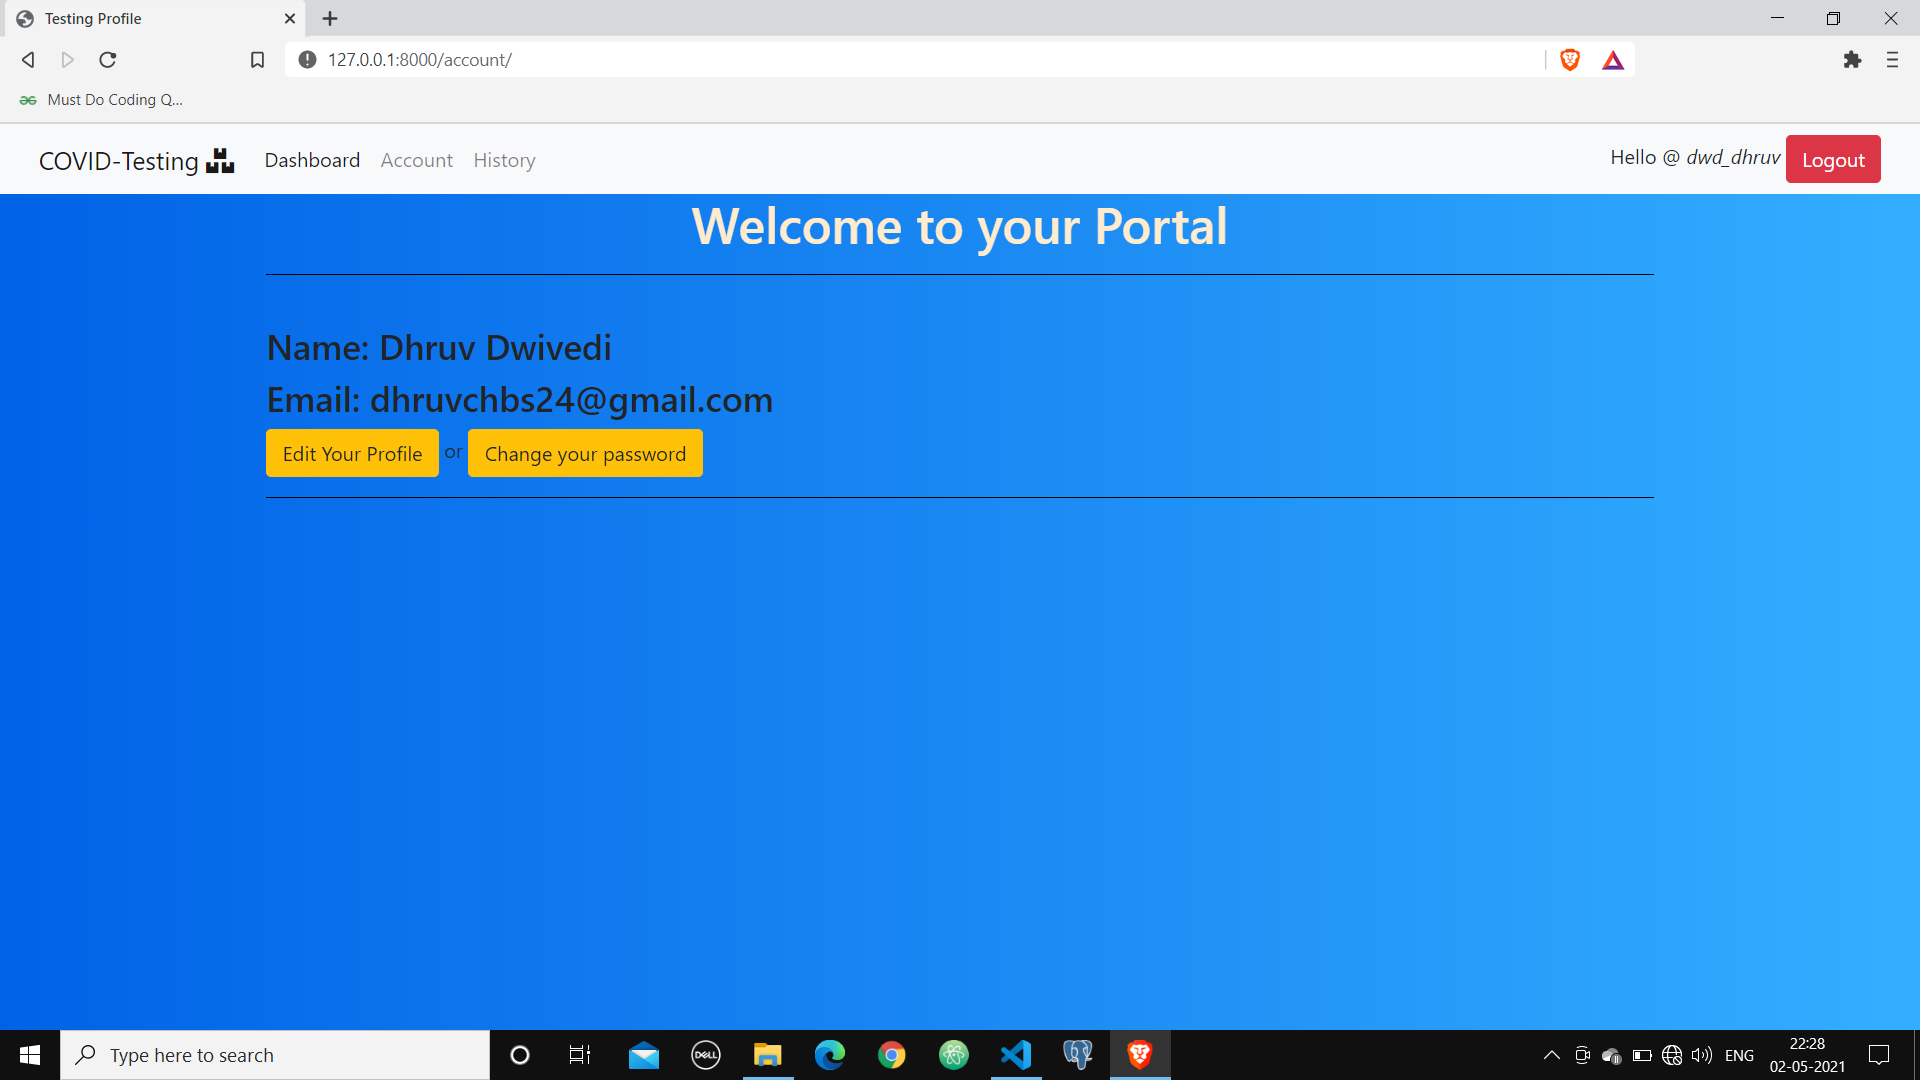 Testing Profile
127.0.0.1:8000/account/
Must Do Coding Q...
COVID-Testing Dashboard Account History Hello @ dwd_dhruv Logout
Welcome to your Portal
Name: Dhruv Dwivedi
Email: dhruvchbs24@gmail.com
Edit Your Profile or Change your password
Type here to search DELL ENG 22:28
02-05-2021